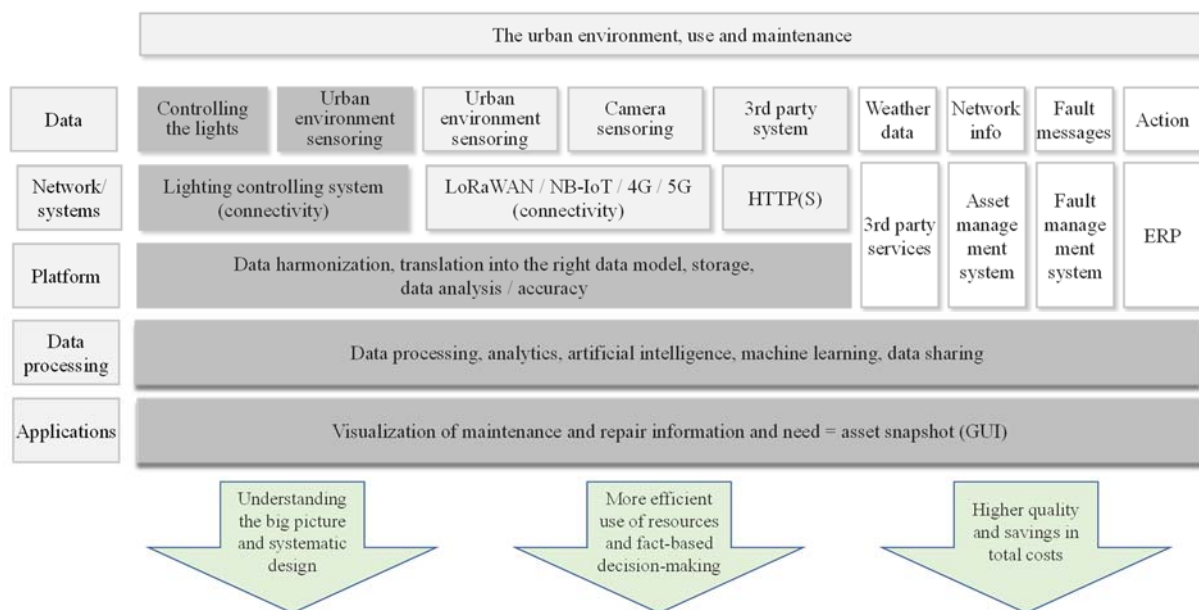 The urban environment, use and maintenance
Data
Controlling
the lights
Urban
environment
sensoring
Urban
environment
sensoring
Camera
sensoring
3rd party
system
Weather
data
Network
info
Fault
messages
Action
Network/
systems
Lighting controlling system
(connectivity)
LoRaWAN / NB-IoT / 4G / 5G
(connectivity)
HTTP(S)
3rd party
services
Asset
manage
ment
system
Fault
manage
ment
system
ERP
Platform
Data harmonization, translation into the right data model, storage,
data analysis / accuracy
Data
processing
Data processing, analytics, artificial intelligence, machine learning, data sharing
Applications
Visualization of maintenance and repair information and need = asset snapshot (GUI)
Understanding
the big picture
and systematic
design
More efficient
use of resources
and fact-based
decision-making
Higher quality
and savings in
total costs